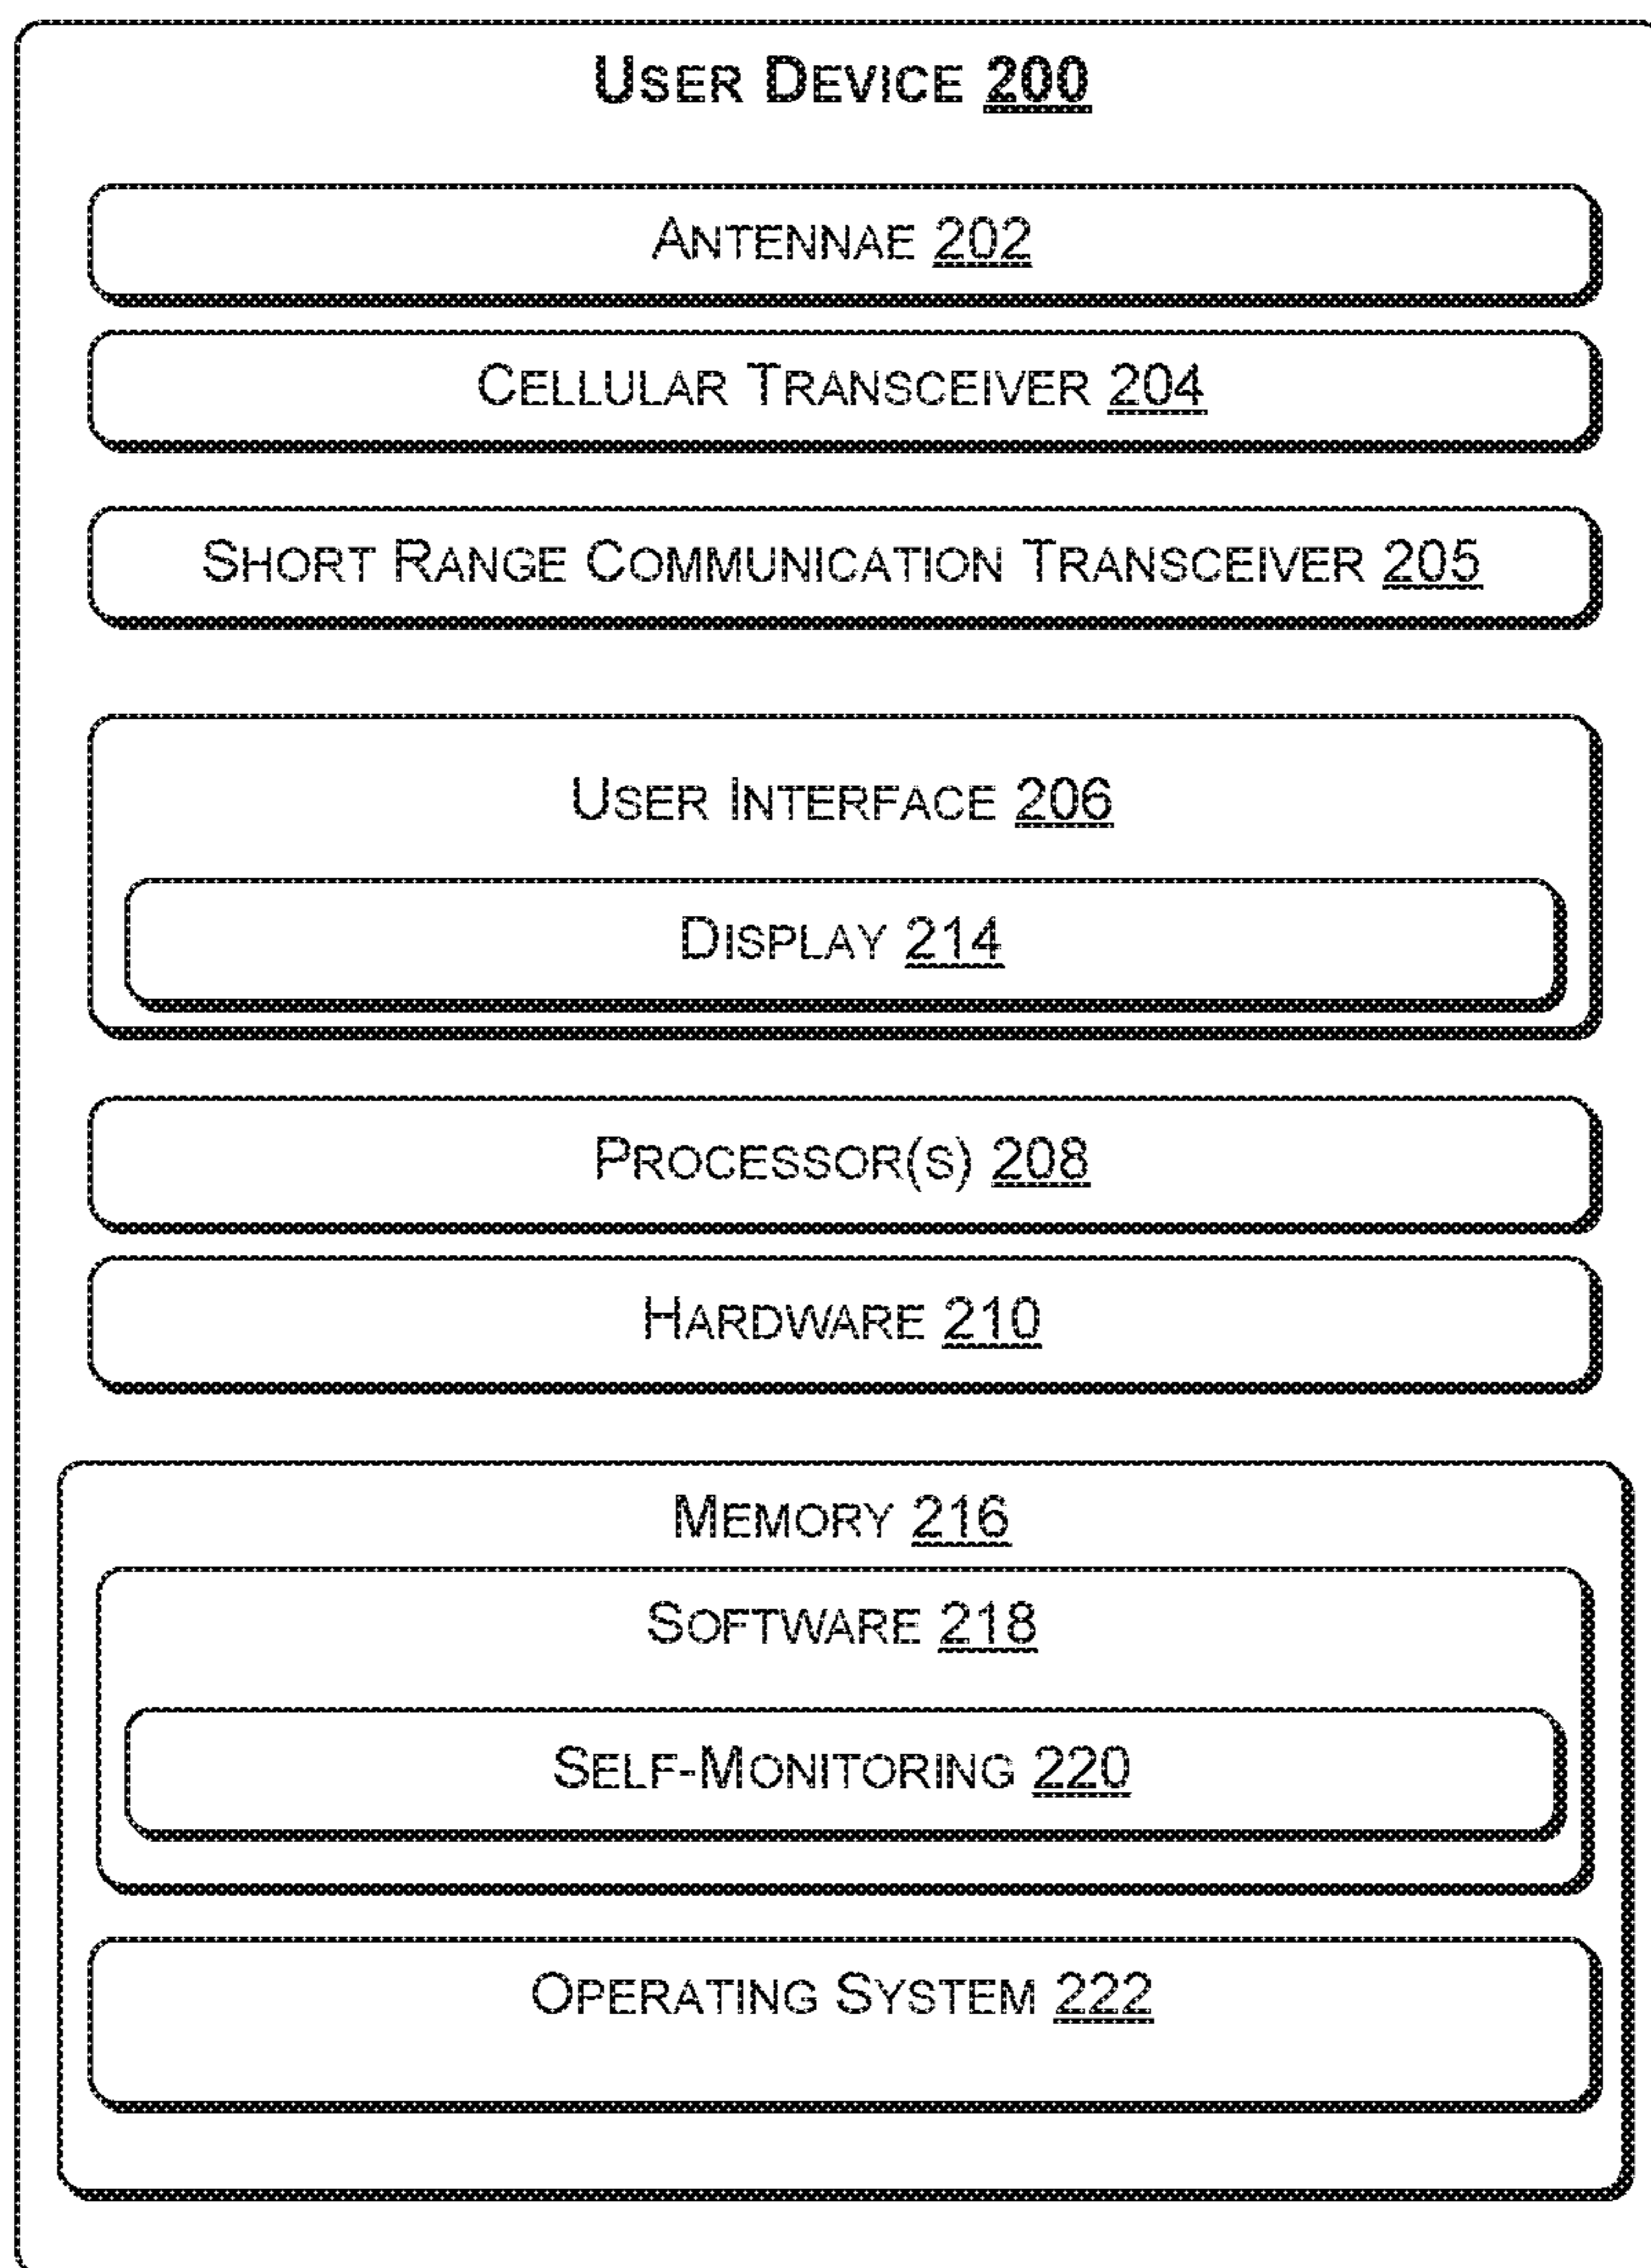 USER DEVICE 200
ANTENNAE 202
CELLULAR TRANSCEIVER 204
SHORT RANGE COMMUNICATION TRANSCEIVER 205
USER INTERFACE 206
DISPLAY 214
PROCESSOR(S) 208
HARDWARE 210
MEMORY 216
SOFTWARE 218
SELF-MONITORING 220
OPERATING SYSTEM 222